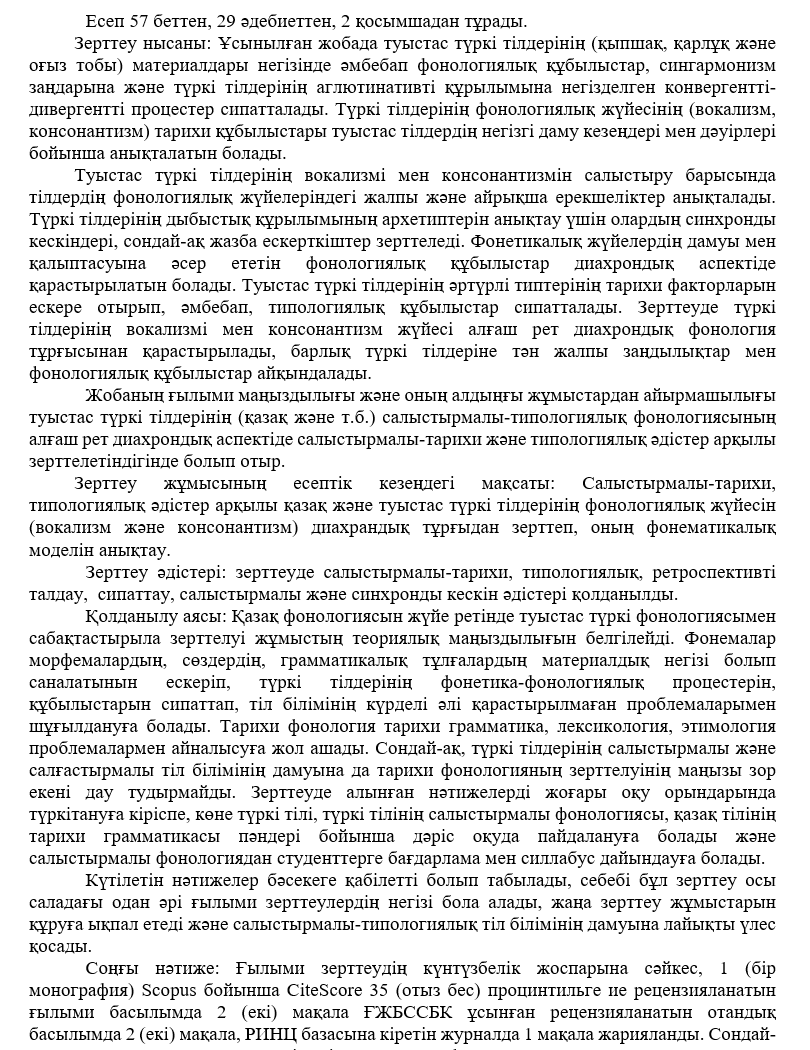 Есеп 57 беттен, 29 әдебиеттен, 2 қосымшадан тұрады.
Зерттеу нысаны: Ұсынылған жобада туыстас түркі тілдерінің (қыпшақ, қарлұқ және
оғыз тобы) материалдары негізінде әмбебап фонологиялық құбылыстар, сингармонизм
заңдарына және түркі тілдерінің аглютинативті құрылымына негізделген конвергентті-
дивергентті процестер сипатталады. Түркі тілдерінің фонологиялық жүйесінің (вокализм,
консонантизм) тарихи құбылыстары туыстас тілдердің негізгі даму кезеңдері мен дәуірлері
бойынша анықталатын болады.
Туыстас түркі тілдерінің вокализмі мен консонантизмін салыстыру барысында
тілдердің фонологиялық жүйелеріндегі жалпы және айрықша ерекшеліктер анықталады.
Түркі тілдерінің дыбыстық құрылымының архетиптерін анықтау үшін олардың синхронды
кескіндері, сондай-ақ жазба ескерткіштер зерттеледі. Фонетикалық жүйелердің дамуы мен
қалыптасуына әсер ететін фонологиялық құбылыстар диахрондық аспектіде
қарастырылатын болады. Туыстас түркі тілдерінің әртүрлі типтерінің тарихи факторларын
ескере отырып, әмбебап, типологиялық құбылыстар сипатталады. Зерттеуде түркі
тілдерінің вокализмі мен консонантизм жүйесі алғаш рет диахрондық фонология
тұрғысынан қарастырылады, барлық түркі тілдеріне тән жалпы заңдылықтар мен
фонологиялық құбылыстар айқындалады.
Жобаның ғылыми маңыздылығы және оның алдыңғы жұмыстардан айырмашылығы
туыстас түркі тілдерінің (қазақ және т.б.) салыстырмалы-типологиялық фонологиясының
алғаш рет диахрондық аспектіде салыстырмалы-тарихи және типологиялық әдістер арқылы
зерттелетіндігінде болып отыр.
Зерттеу жұмысының есептік кезеңдегі мақсаты: Салыстырмалы-тарихи,
типологиялық әдістер арқылы қазақ және туыстас түркі тілдерінің фонологиялық жүйесін
(вокализм және консонантизм) диахрандық тұрғыдан зерттеп, оның фонематикалық
моделін анықтау.
Зерттеу әдістері: зерттеуде салыстырмалы-тарихи, типологиялық, ретроспективті
талдау,  сипаттау, салыстырмалы және синхронды кескін әдістері қолданылды.
Қолданылу аясы: Қазақ фонологиясын жүйе ретінде туыстас түркі фонологиясымен
сабақтастырыла зерттелуі жұмыстың теориялық маңыздылығын белгілейді. Фонемалар
морфемалардың, сөздердің, грамматикалық тұлғалардың материалдық негізі болып
саналатынын ескеріп, түркі тілдерінің фонетика-фонологиялық процестерін,
құбылыстарын сипаттап, тіл білімінің күрделі әлі қарастырылмаған проблемаларымен
шұғылдануға болады. Тарихи фонология тарихи грамматика, лексикология, этимология
проблемалармен айналысуға жол ашады. Сондай-ақ, түркі тілдерінің салыстырмалы және
салғастырмалы тіл білімінің дамуына да тарихи фонологияның зерттелуінің маңызы зор
екені дау тудырмайды. Зерттеуде алынған нәтижелерді жоғары оқу орындарында
түркітануға кіріспе, көне түркі тілі, түркі тілінің салыстырмалы фонологиясы, қазақ тілінің
тарихи грамматикасы пәндері бойынша дәріс оқуда пайдалануға болады және
салыстырмалы фонологиядан студенттерге бағдарлама мен силлабус дайындауға болады.
Күтілетін нәтижелер бәсекеге қабілетті болып табылады, себебі бұл зерттеу осы
саладағы одан әрі ғылыми зерттеулердің негізі бола алады, жаңа зерттеу жұмыстарын
құруға ықпал етеді және салыстырмалы-типологиялық тіл білімінің дамуына лайықты үлес
қосады.
Соңғы нәтиже: Ғылыми зерттеудің күнтүзбелік жоспарына сәйкес, 1 (бір
монография) Scopus бойынша CiteScore 35 (отыз бес) процинтильге ие рецензияланатын
ғылыми басылымда 2 (екі) мақала ҒЖБССБК ұсынған рецензияланатын отандық
басылымда 2 (екі) мақала, РИНЦ базасына кіретін журналда 1 мақала жарияланды. Сондай-